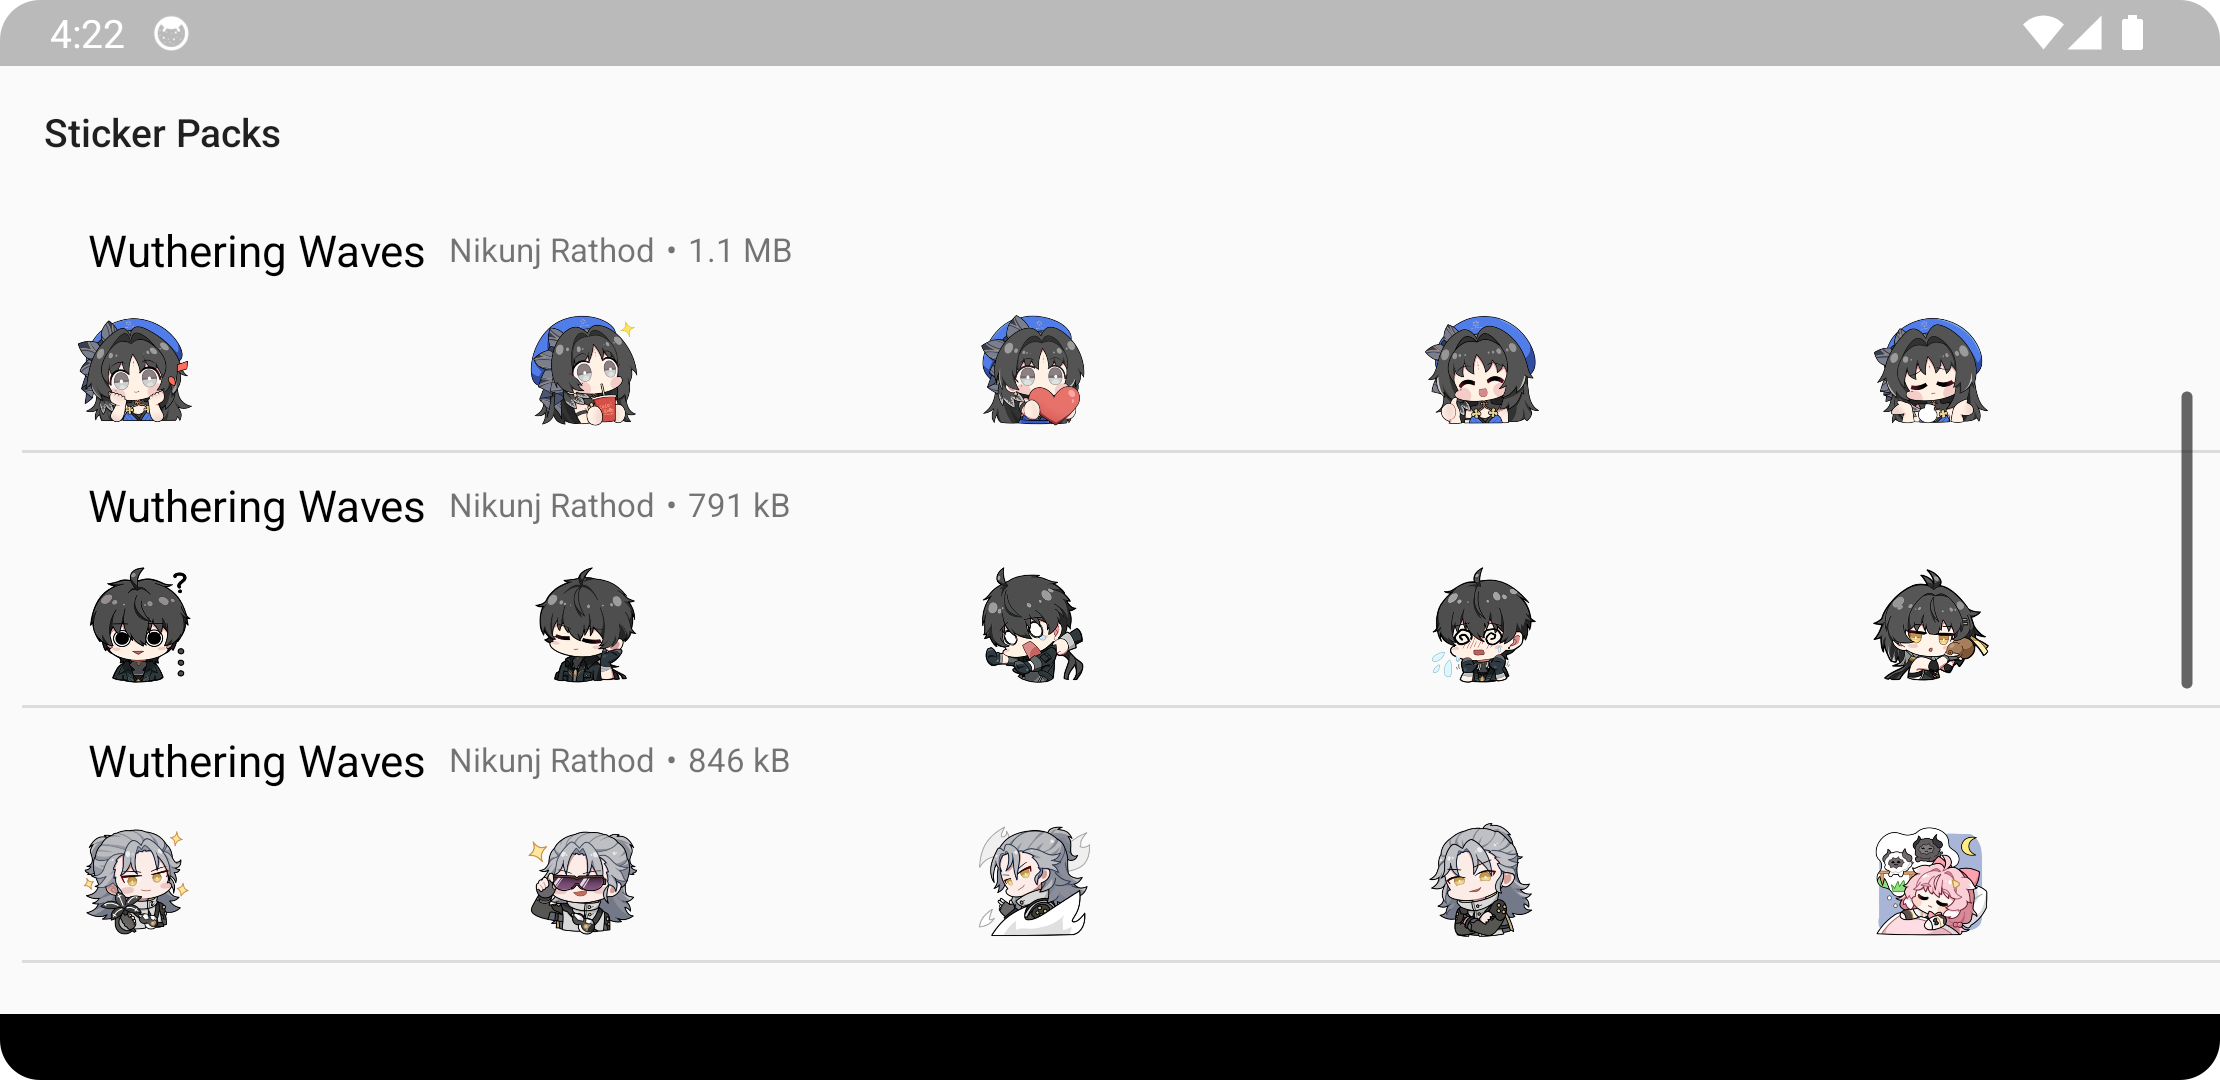 4:22
Sticker Packs
Wuthering Waves Nikunj Rathod • 1.1 MB
Wuthering Waves Nikunj Rathod • 791 kB
?
Wuthering Waves Nikunj Rathod • 846 kB